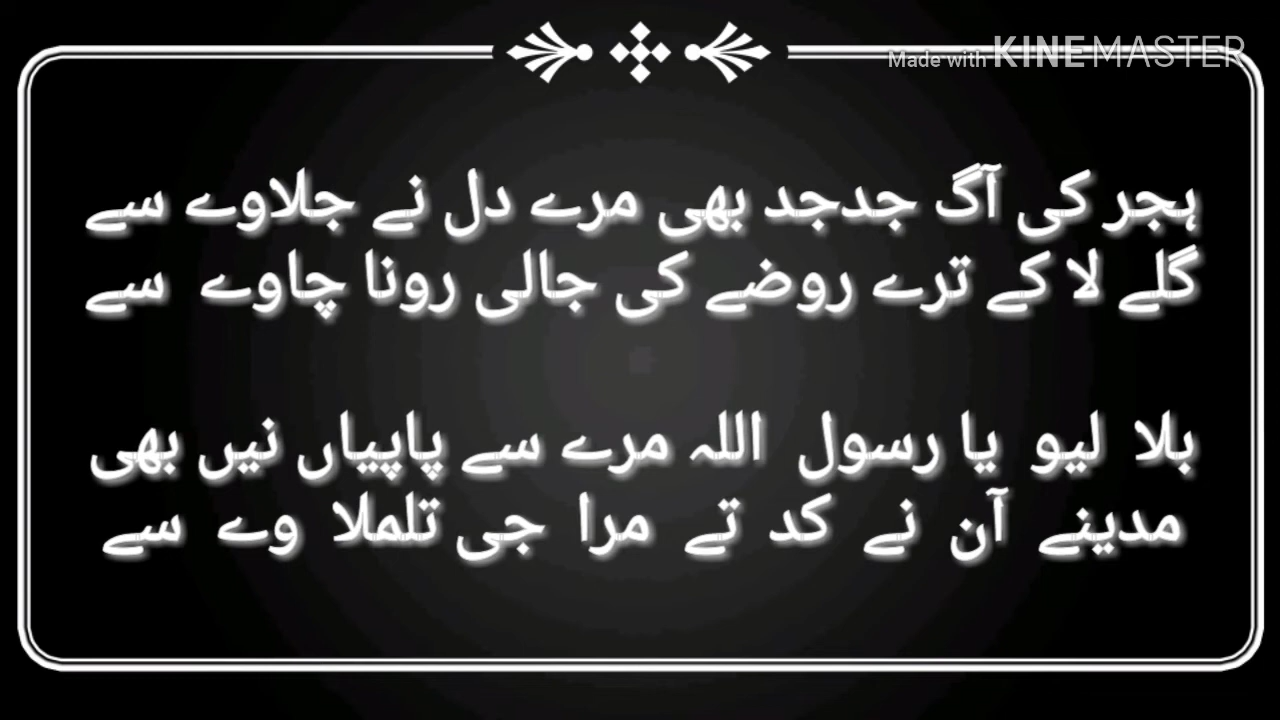 Made with KINEMASTER
ہجر کی آگ جدجد بھی مرے دل نے جلاوے سے
گلے لا کے ترے روضے کی جالی رونا چاوے سے
بلا لیو یا رسول اللہ مرے سے پاپیاں نیں بھی
مدینے آن نے کد تے مرا جی تلملا وے سے